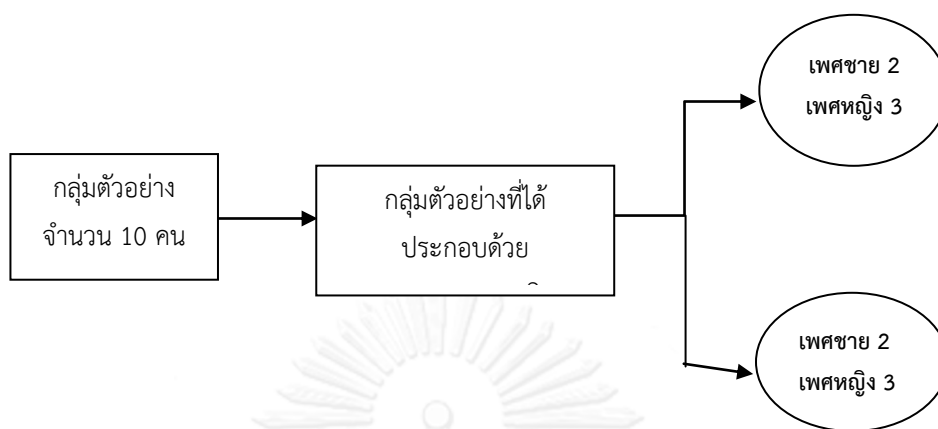 กลุ่มตัวอย่าง
จำนวน 10 คน
กลุ่มตัวอย่างที่ได้
ประกอบด้วย
เพศชาย 2
เพศหญิง 3
เพศชาย 2
เพศหญิง 3